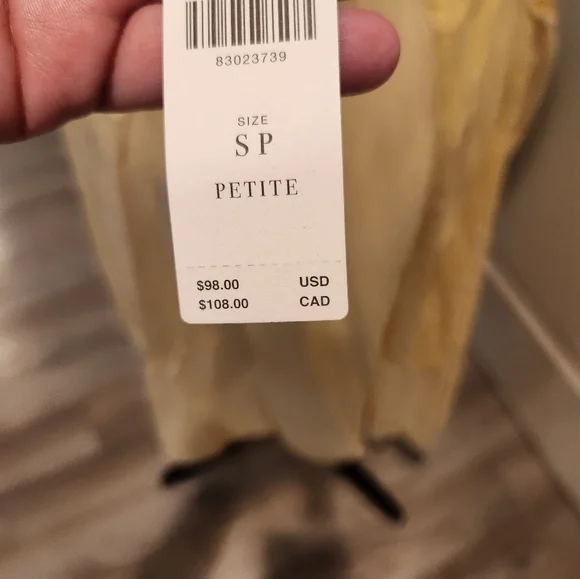 83023739
SIZE
SP
PETITE
$98.00 USD
$108.00 CAD